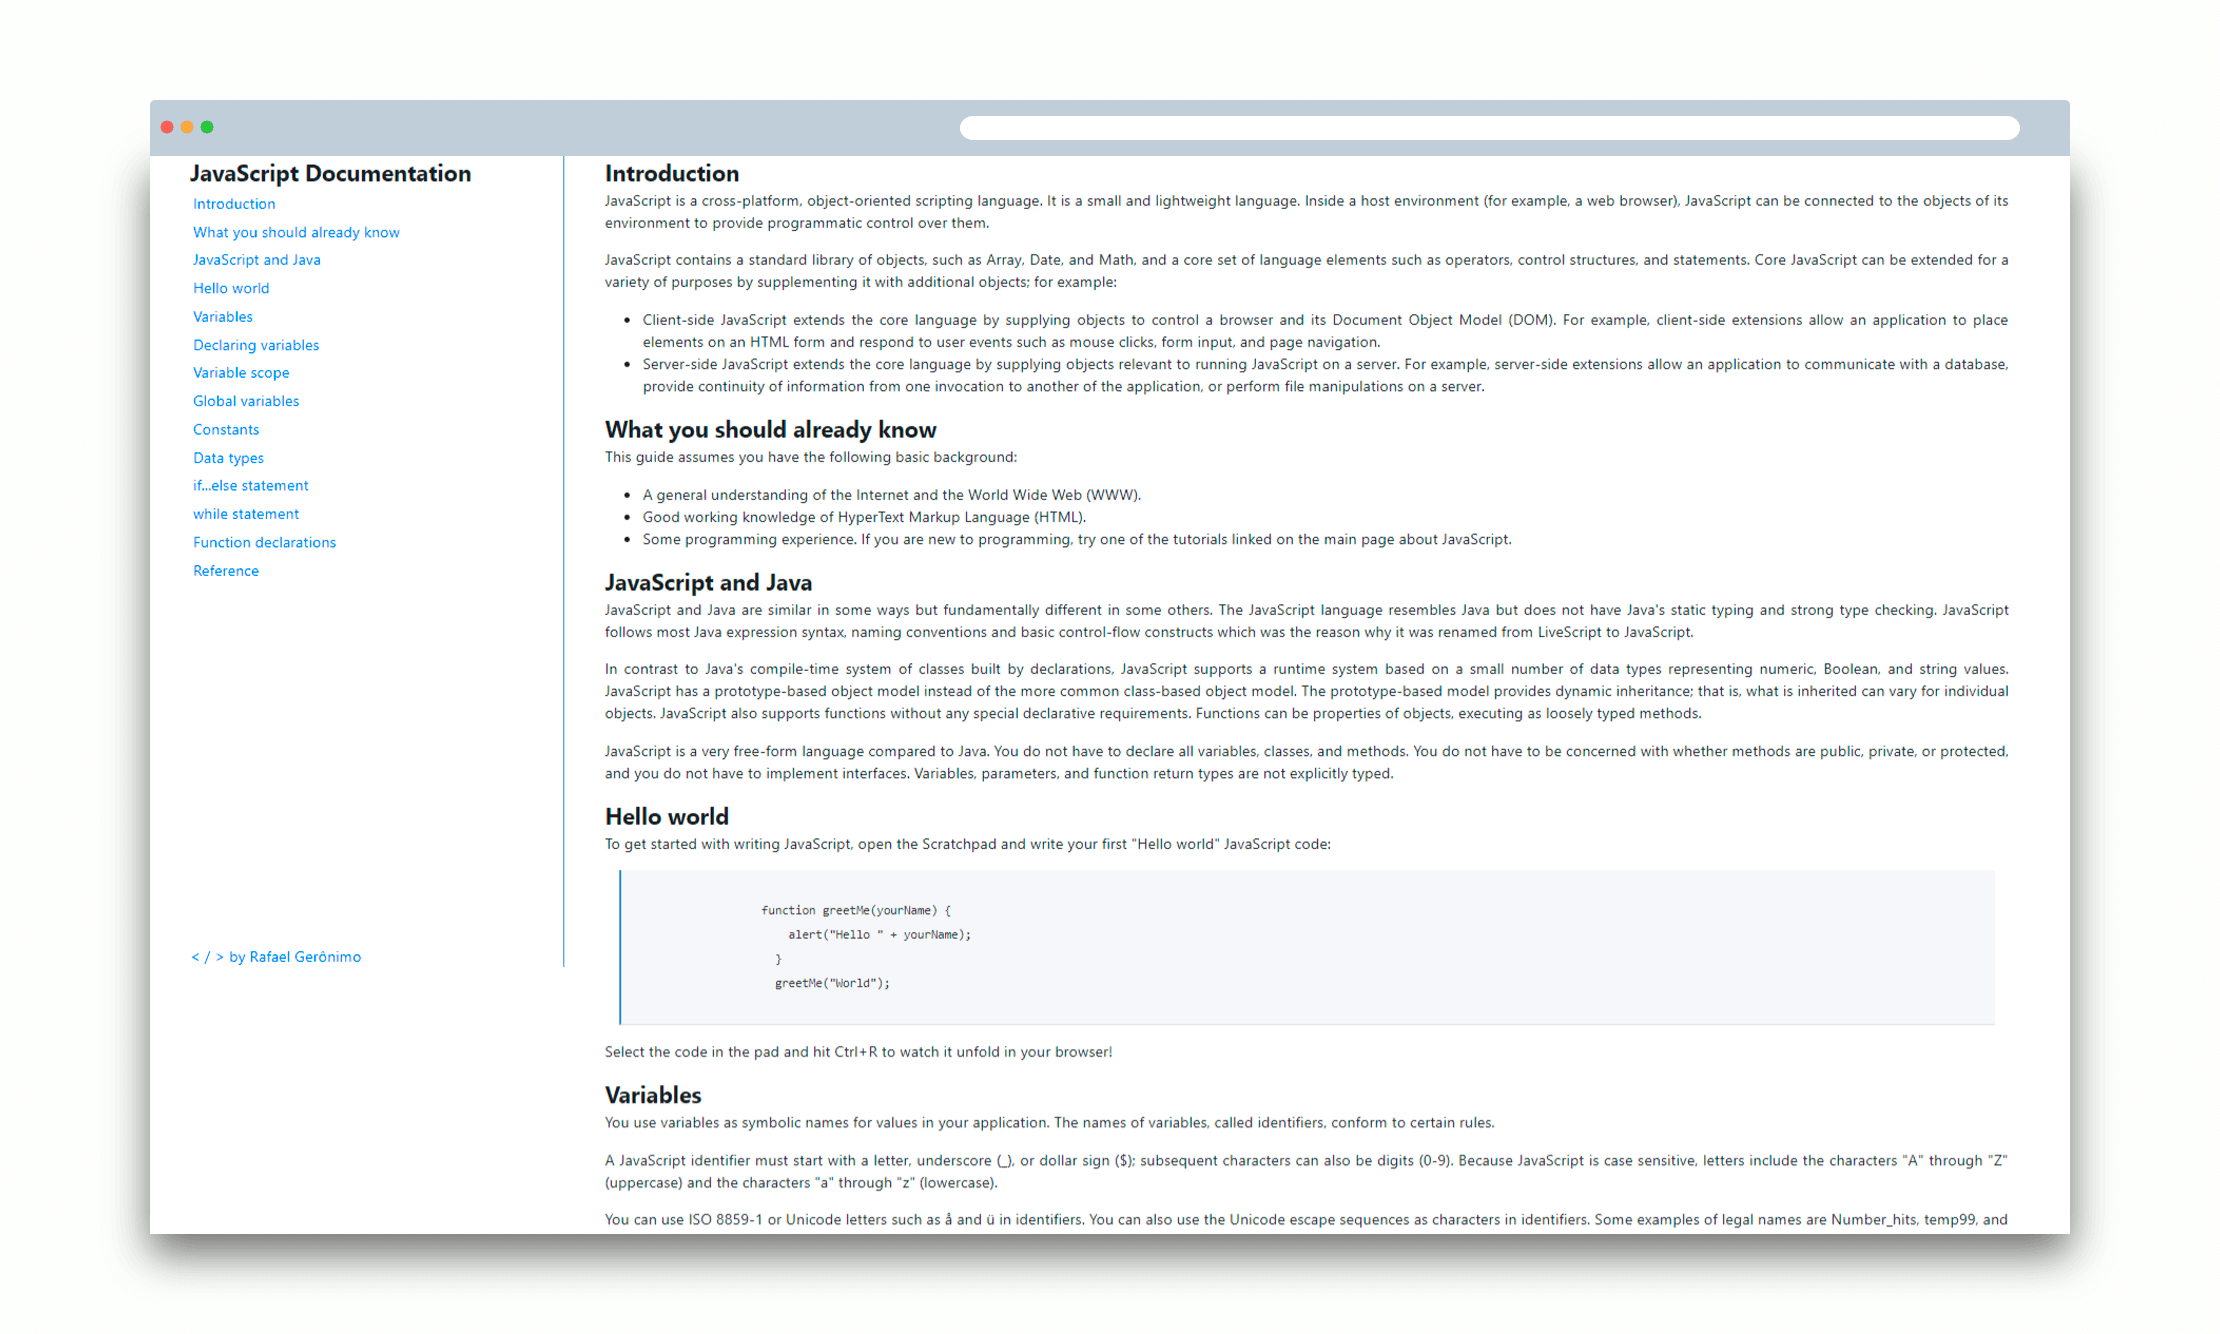 JavaScript Documentation
Introduction
What you should already know
JavaScript and Java
Hello world
Variables
Declaring variables
Variable scope
Global variables
Constants
Data types
if...else statement
while statement
Function declarations
Reference
< / > by Rafael Gerônimo
Introduction
JavaScript is a cross-platform, object-oriented scripting language. It is a small and lightweight language. Inside a host environment (for example, a web browser), JavaScript can be connected to the objects of its
environment to provide programmatic control over them.
JavaScript contains a standard library of objects, such as Array, Date, and Math, and a core set of language elements such as operators, control structures, and statements. Core JavaScript can be extended for a
variety of purposes by supplementing it with additional objects; for example:
• Client-side JavaScript extends the core language by supplying objects to control a browser and its Document Object Model (DOM). For example, client-side extensions allow an application to place
elements on an HTML form and respond to user events such as mouse clicks, form input, and page navigation.
• Server-side JavaScript extends the core language by supplying objects relevant to running JavaScript on a server. For example, server-side extensions allow an application to communicate with a database,
provide continuity of information from one invocation to another of the application, or perform file manipulations on a server.
What you should already know
This guide assumes you have the following basic background:
• A general understanding of the Internet and the World Wide Web (WWW).
• Good working knowledge of HyperText Markup Language (HTML).
• Some programming experience. If you are new to programming, try one of the tutorials linked on the main page about JavaScript.
JavaScript and Java
JavaScript and Java are similar in some ways but fundamentally different in some others. The JavaScript language resembles Java but does not have Java's static typing and strong type checking. JavaScript
follows most Java expression syntax, naming conventions and basic control-flow constructs which was the reason why it was renamed from LiveScript to JavaScript.
In contrast to Java's compile-time system of classes built by declarations, JavaScript supports a runtime system based on a small number of data types representing numeric, Boolean, and string values.
JavaScript has a prototype-based object model instead of the more common class-based object model. The prototype-based model provides dynamic inheritance; that is, what is inherited can vary for individual
objects. JavaScript also supports functions without any special declarative requirements. Functions can be properties of objects, executing as loosely typed methods.
JavaScript is a very free-form language compared to Java. You do not have to declare all variables, classes, and methods. You do not have to be concerned with whether methods are public, private, or protected,
and you do not have to implement interfaces. Variables, parameters, and function return types are not explicitly typed.
Hello world
To get started with writing JavaScript, open the Scratchpad and write your first "Hello world" JavaScript code:
function greetMe(yourName) {
alert("Hello " + yourName);
}
greetMe("World");
Select the code in the pad and hit Ctrl+R to watch it unfold in your browser!
Variables
You use variables as symbolic names for values in your application. The names of variables, called identifiers, conform to certain rules.
A JavaScript identifier must start with a letter, underscore (_), or dollar sign ($); subsequent characters can also be digits (0-9). Because JavaScript is case sensitive, letters include the characters "A" through "Z"
(uppercase) and the characters "a" through "z" (lowercase).
You can use ISO 8859-1 or Unicode letters such as å and ü in identifiers. You can also use the Unicode escape sequences as characters in identifiers. Some examples of legal names are Number_hits, temp99, and